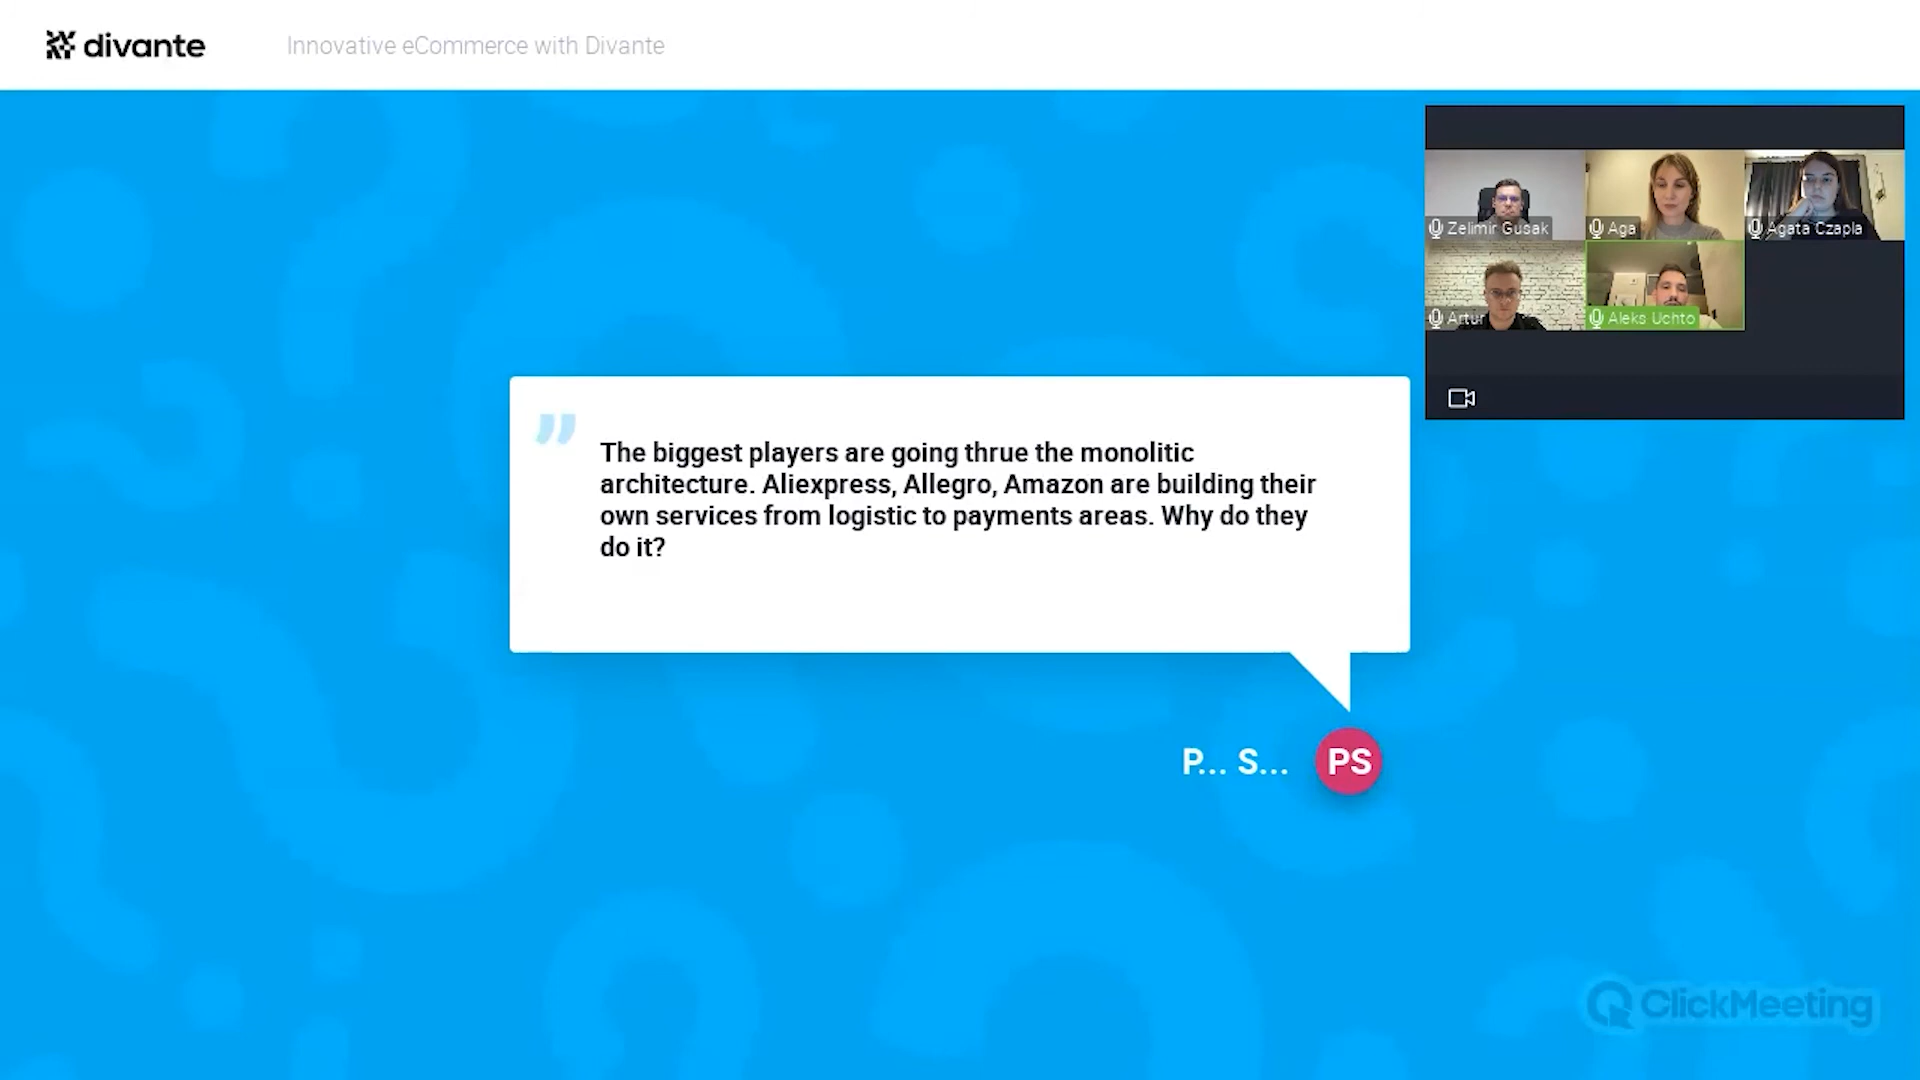 divante
Innovative eCommerce with Divante
Zelimir Gusak
Aga
Agata Czapla
Artur
Aleks Uchto
The biggest players are going thrue the monolitic
architecture. Aliexpress, Allegro, Amazon are building their
own services from logistic to payments areas. Why do they
do it?
P... S...
PS
ClickMeeting